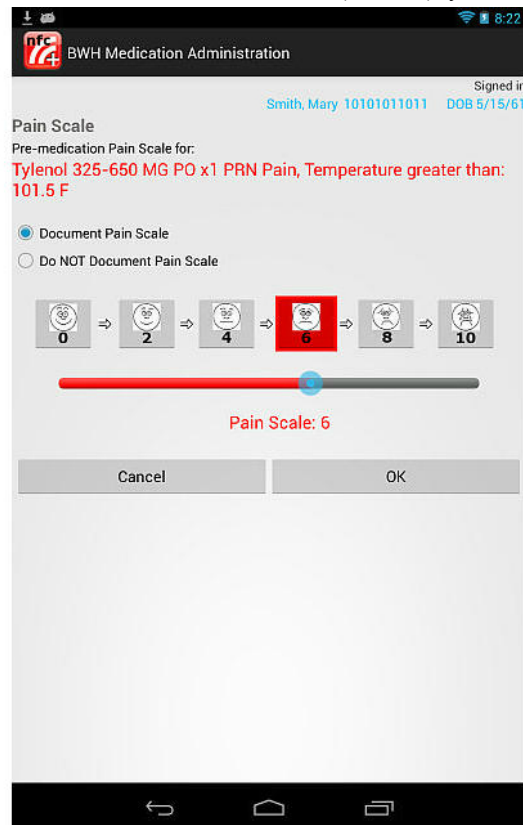 8:22
nfc
BWH Medication Administration
Signed in
Smith, Mary 10101011011 DOB 5/15/61
Pain Scale
Pre-medication Pain Scale for:
Tylenol 325-650 MG PO x1 PRN Pain, Temperature greater than:
101.5 F
Document Pain Scale
Do NOT Document Pain Scale
0 ⇒ 2 ⇒ 4 ⇒ 6 ⇒ 8 ⇒ 10
Pain Scale: 6
Cancel OK